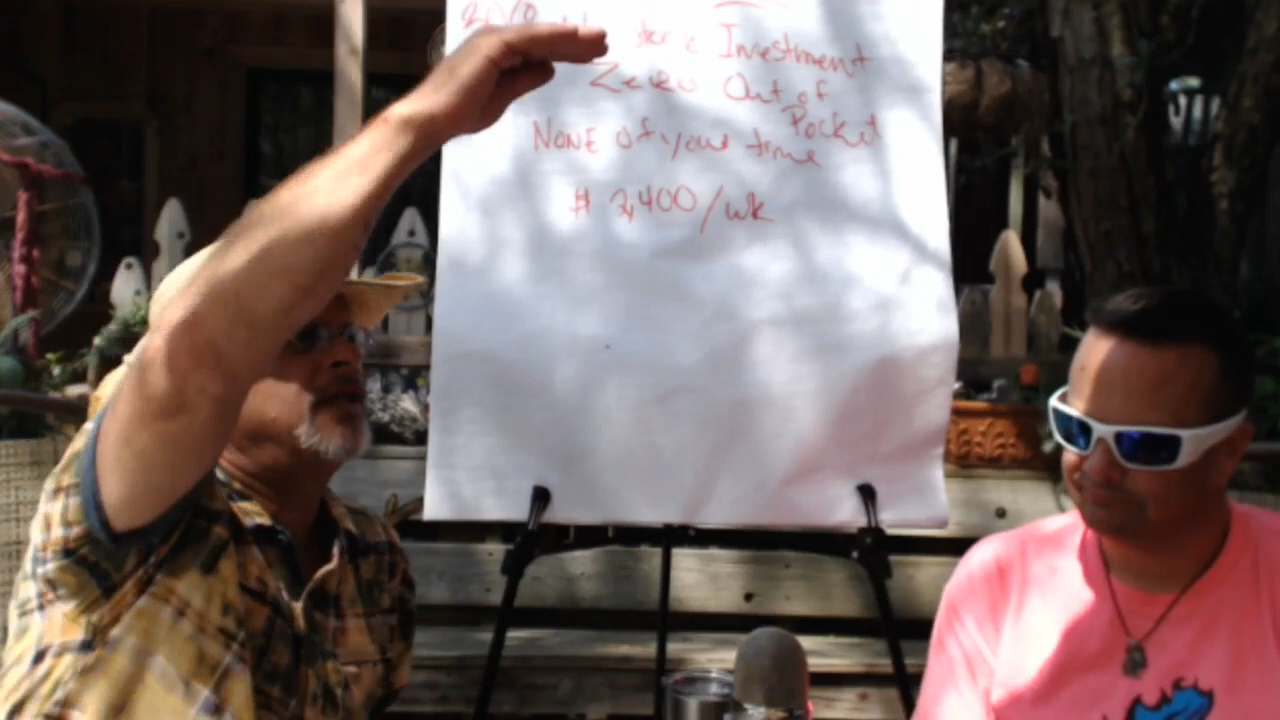 Investment
Zero Out of
Pocket
NONE of your time
$ 2,400/wk